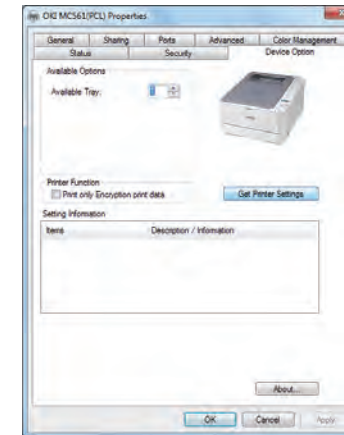 OKI MC561(PCL) Properties
General Sharing Ports Advanced Color Management
Status Security Device Option
Available Options
Available Tray:
Printer Function
Print only Encryption print data
Get Printer Settings
Setting Information
Items Description / Information
About...
OK Cancel Apply